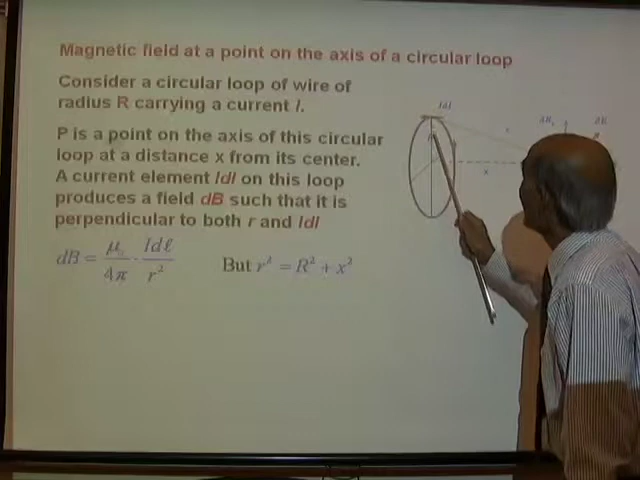 Magnetic field at a point on the axis of a circular loop
Consider a circular loop of wire of
radius R carrying a current I.
P is a point on the axis of this circular
loop at a distance x from its center.
A current element Idl on this loop
produces a field dB such that it is
perpendicular to both r and Idl
dB = μ₀/4π · Idℓ/r²
But r² = R² + x²
Idl
x